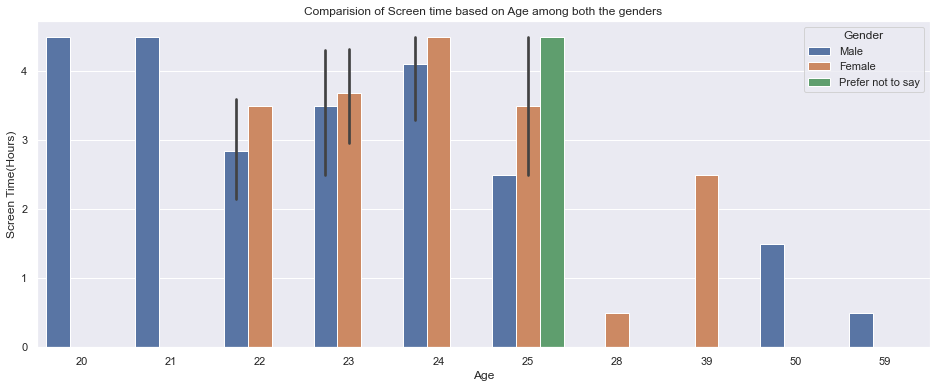 Comparision of Screen time based on Age among both the genders
Gender
Male
Female
Prefer not to say
Screen Time(Hours)
4
3
2
1
0
20 21 22 23 24 25 28 39 50 59
Age